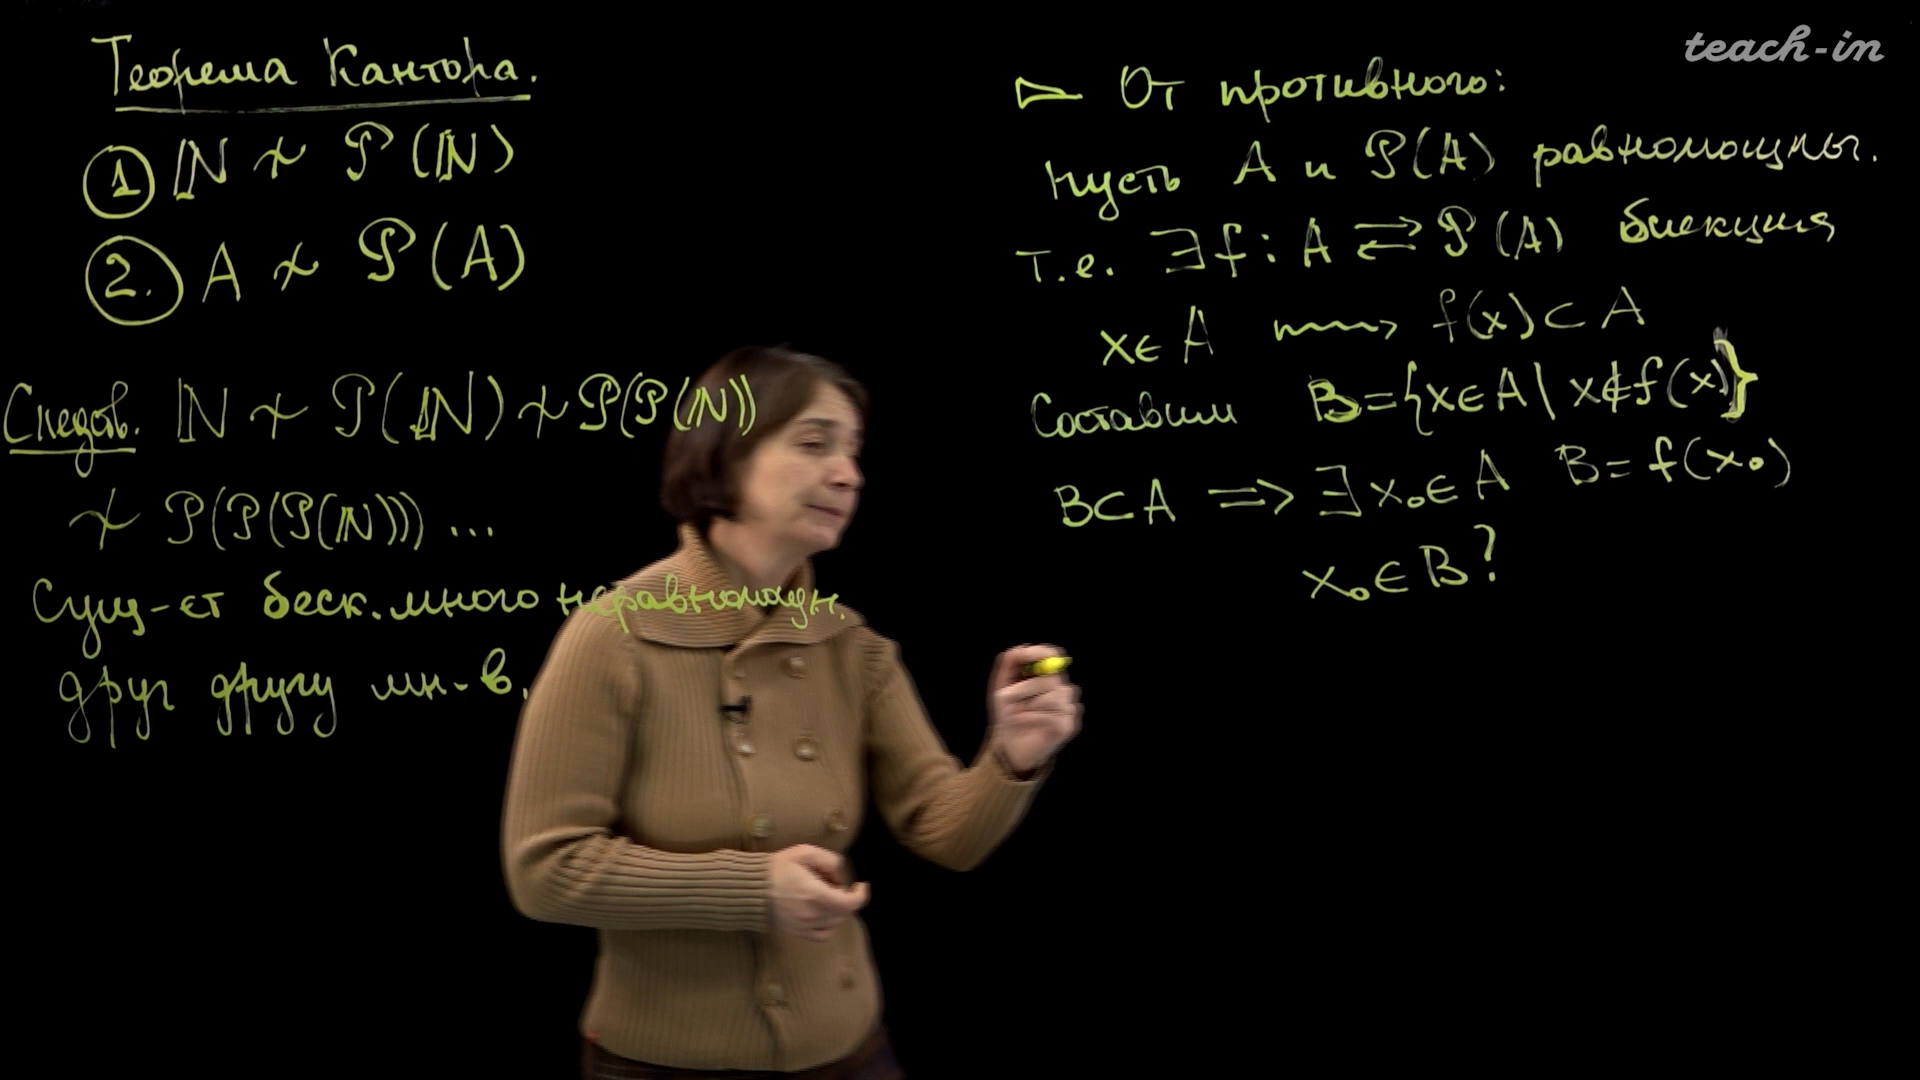 Теорема Кантора.
① ℕ ≁ 𝒫(ℕ)
②. A ≁ 𝒫(A)
Следств. ℕ ≁ 𝒫(ℕ) ≁ 𝒫(𝒫(ℕ))
≁ 𝒫(𝒫(𝒫(ℕ))) ...
Сущ-ет беск. много неравномощн.
друг другу мн-в.
teach-in
▷ От противного:
Пусть A и 𝒫(A) равномощны.
т.е. ∃ f : A ⇄ 𝒫(A) биекция
x ∈ A ⟿ f(x) ⊂ A
Составим B = {x ∈ A | x ∉ f(x)}
B ⊂ A ⇒ ∃ x₀ ∈ A B = f(x₀)
x₀ ∈ B?